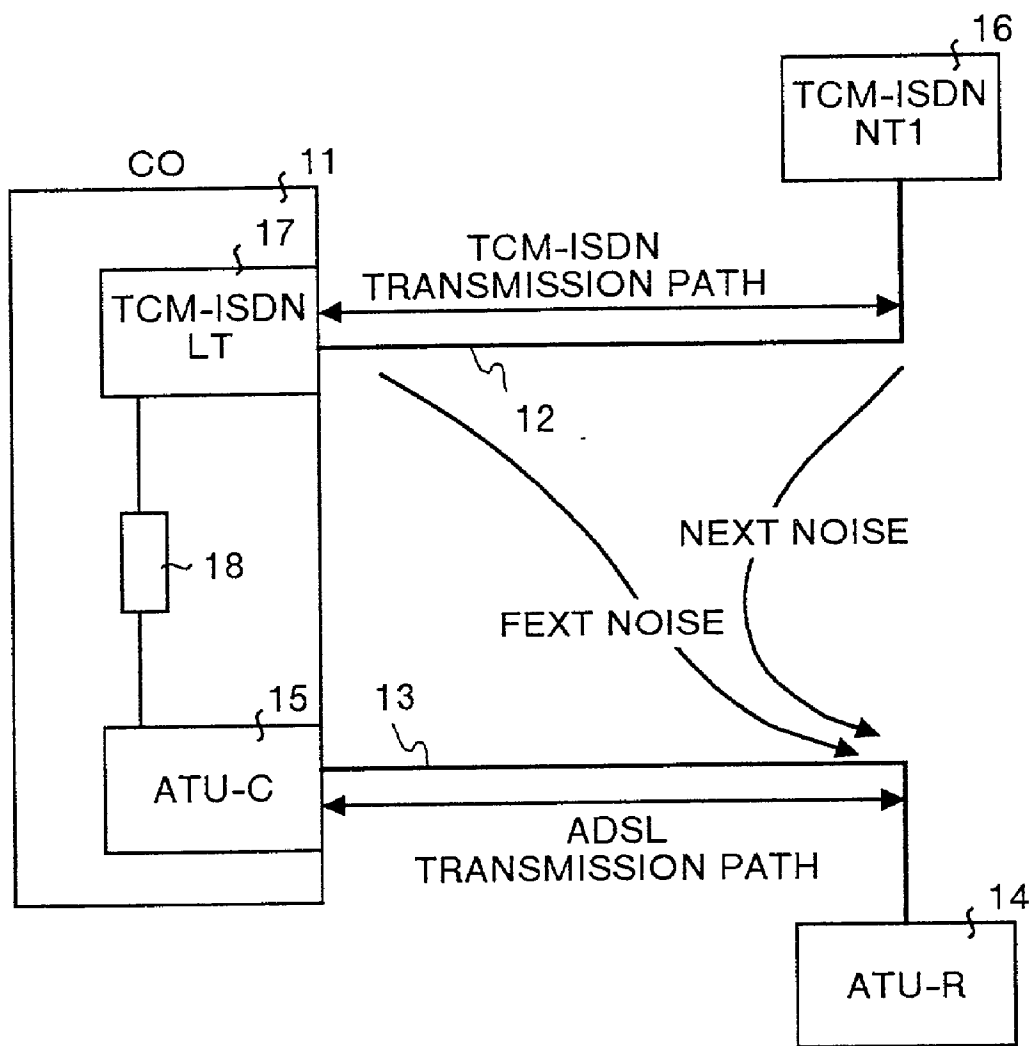 16
TCM-ISDN
NT1
CO
11
17
TCM-ISDN
LT
TCM-ISDN
TRANSMISSION PATH
12
NEXT NOISE
18
FEXT NOISE
15
13
ATU-C
ADSL
TRANSMISSION PATH
14
ATU-R